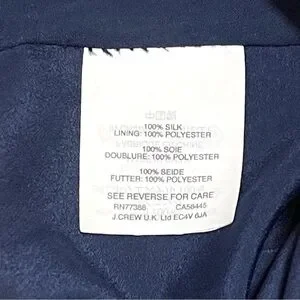 100% SILK
LINING: 100% POLYESTER
100% SOIE
DOUBLURE: 100% POLYESTER
100% SEIDE
FUTTER: 100% POLYESTER
SEE REVERSE FOR CARE
RN77388 CA58445
J.CREW U.K. Ltd EC4V 6JA